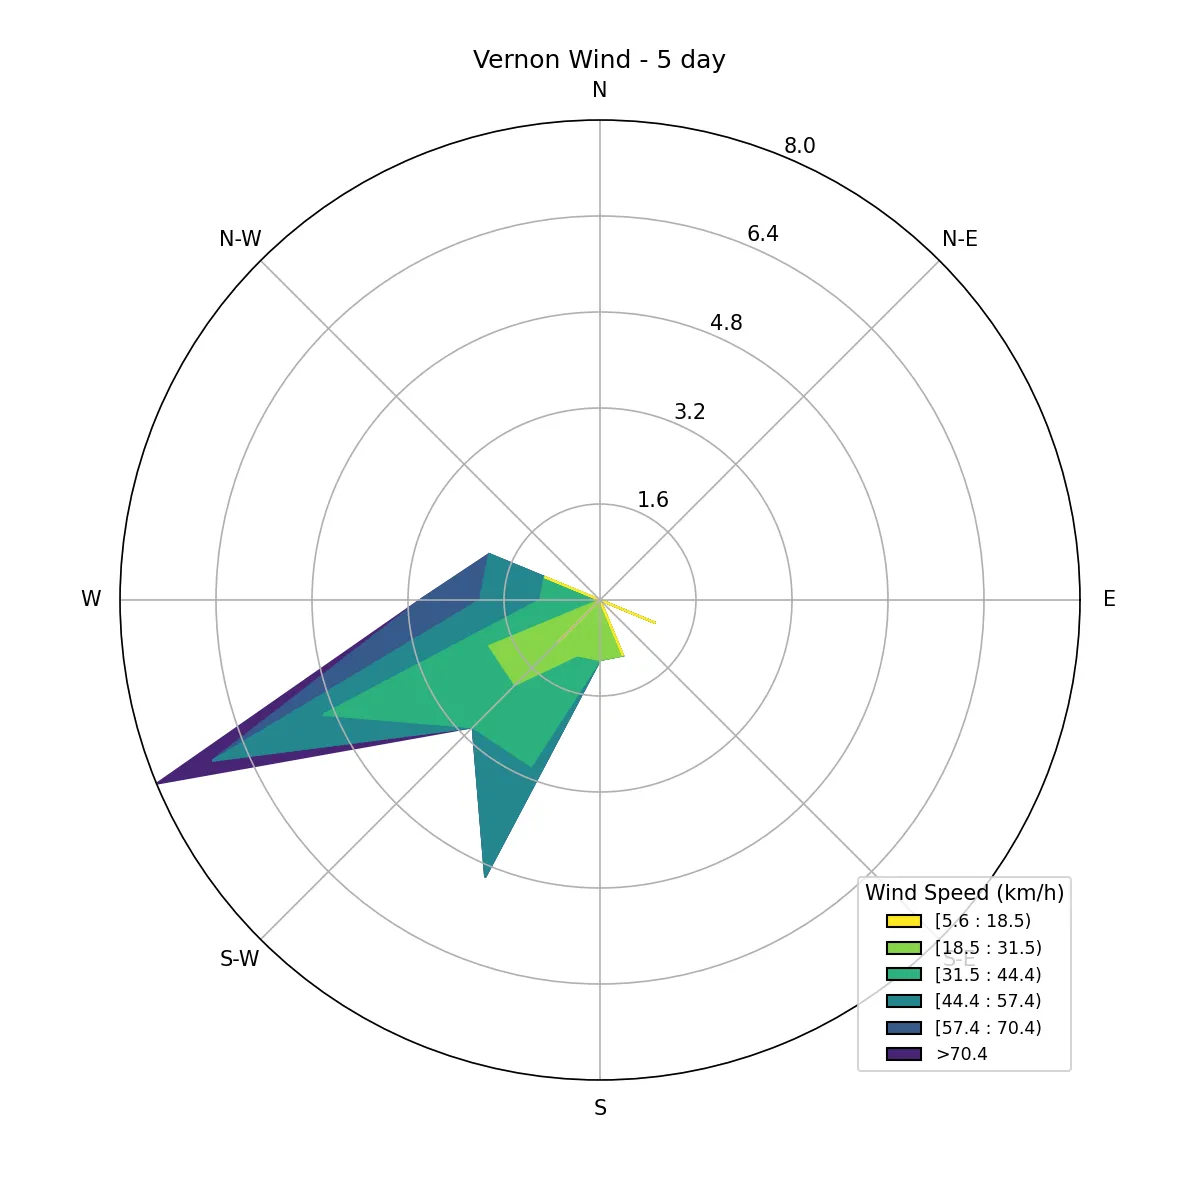 Vernon Wind - 5 day
N
8.0
N-W
6.4
N-E
4.8
3.2
1.6
W
E
S-W
S-E
S
Wind Speed (km/h)
[5.6 : 18.5)
[18.5 : 31.5)
[31.5 : 44.4)
[44.4 : 57.4)
[57.4 : 70.4)
>70.4